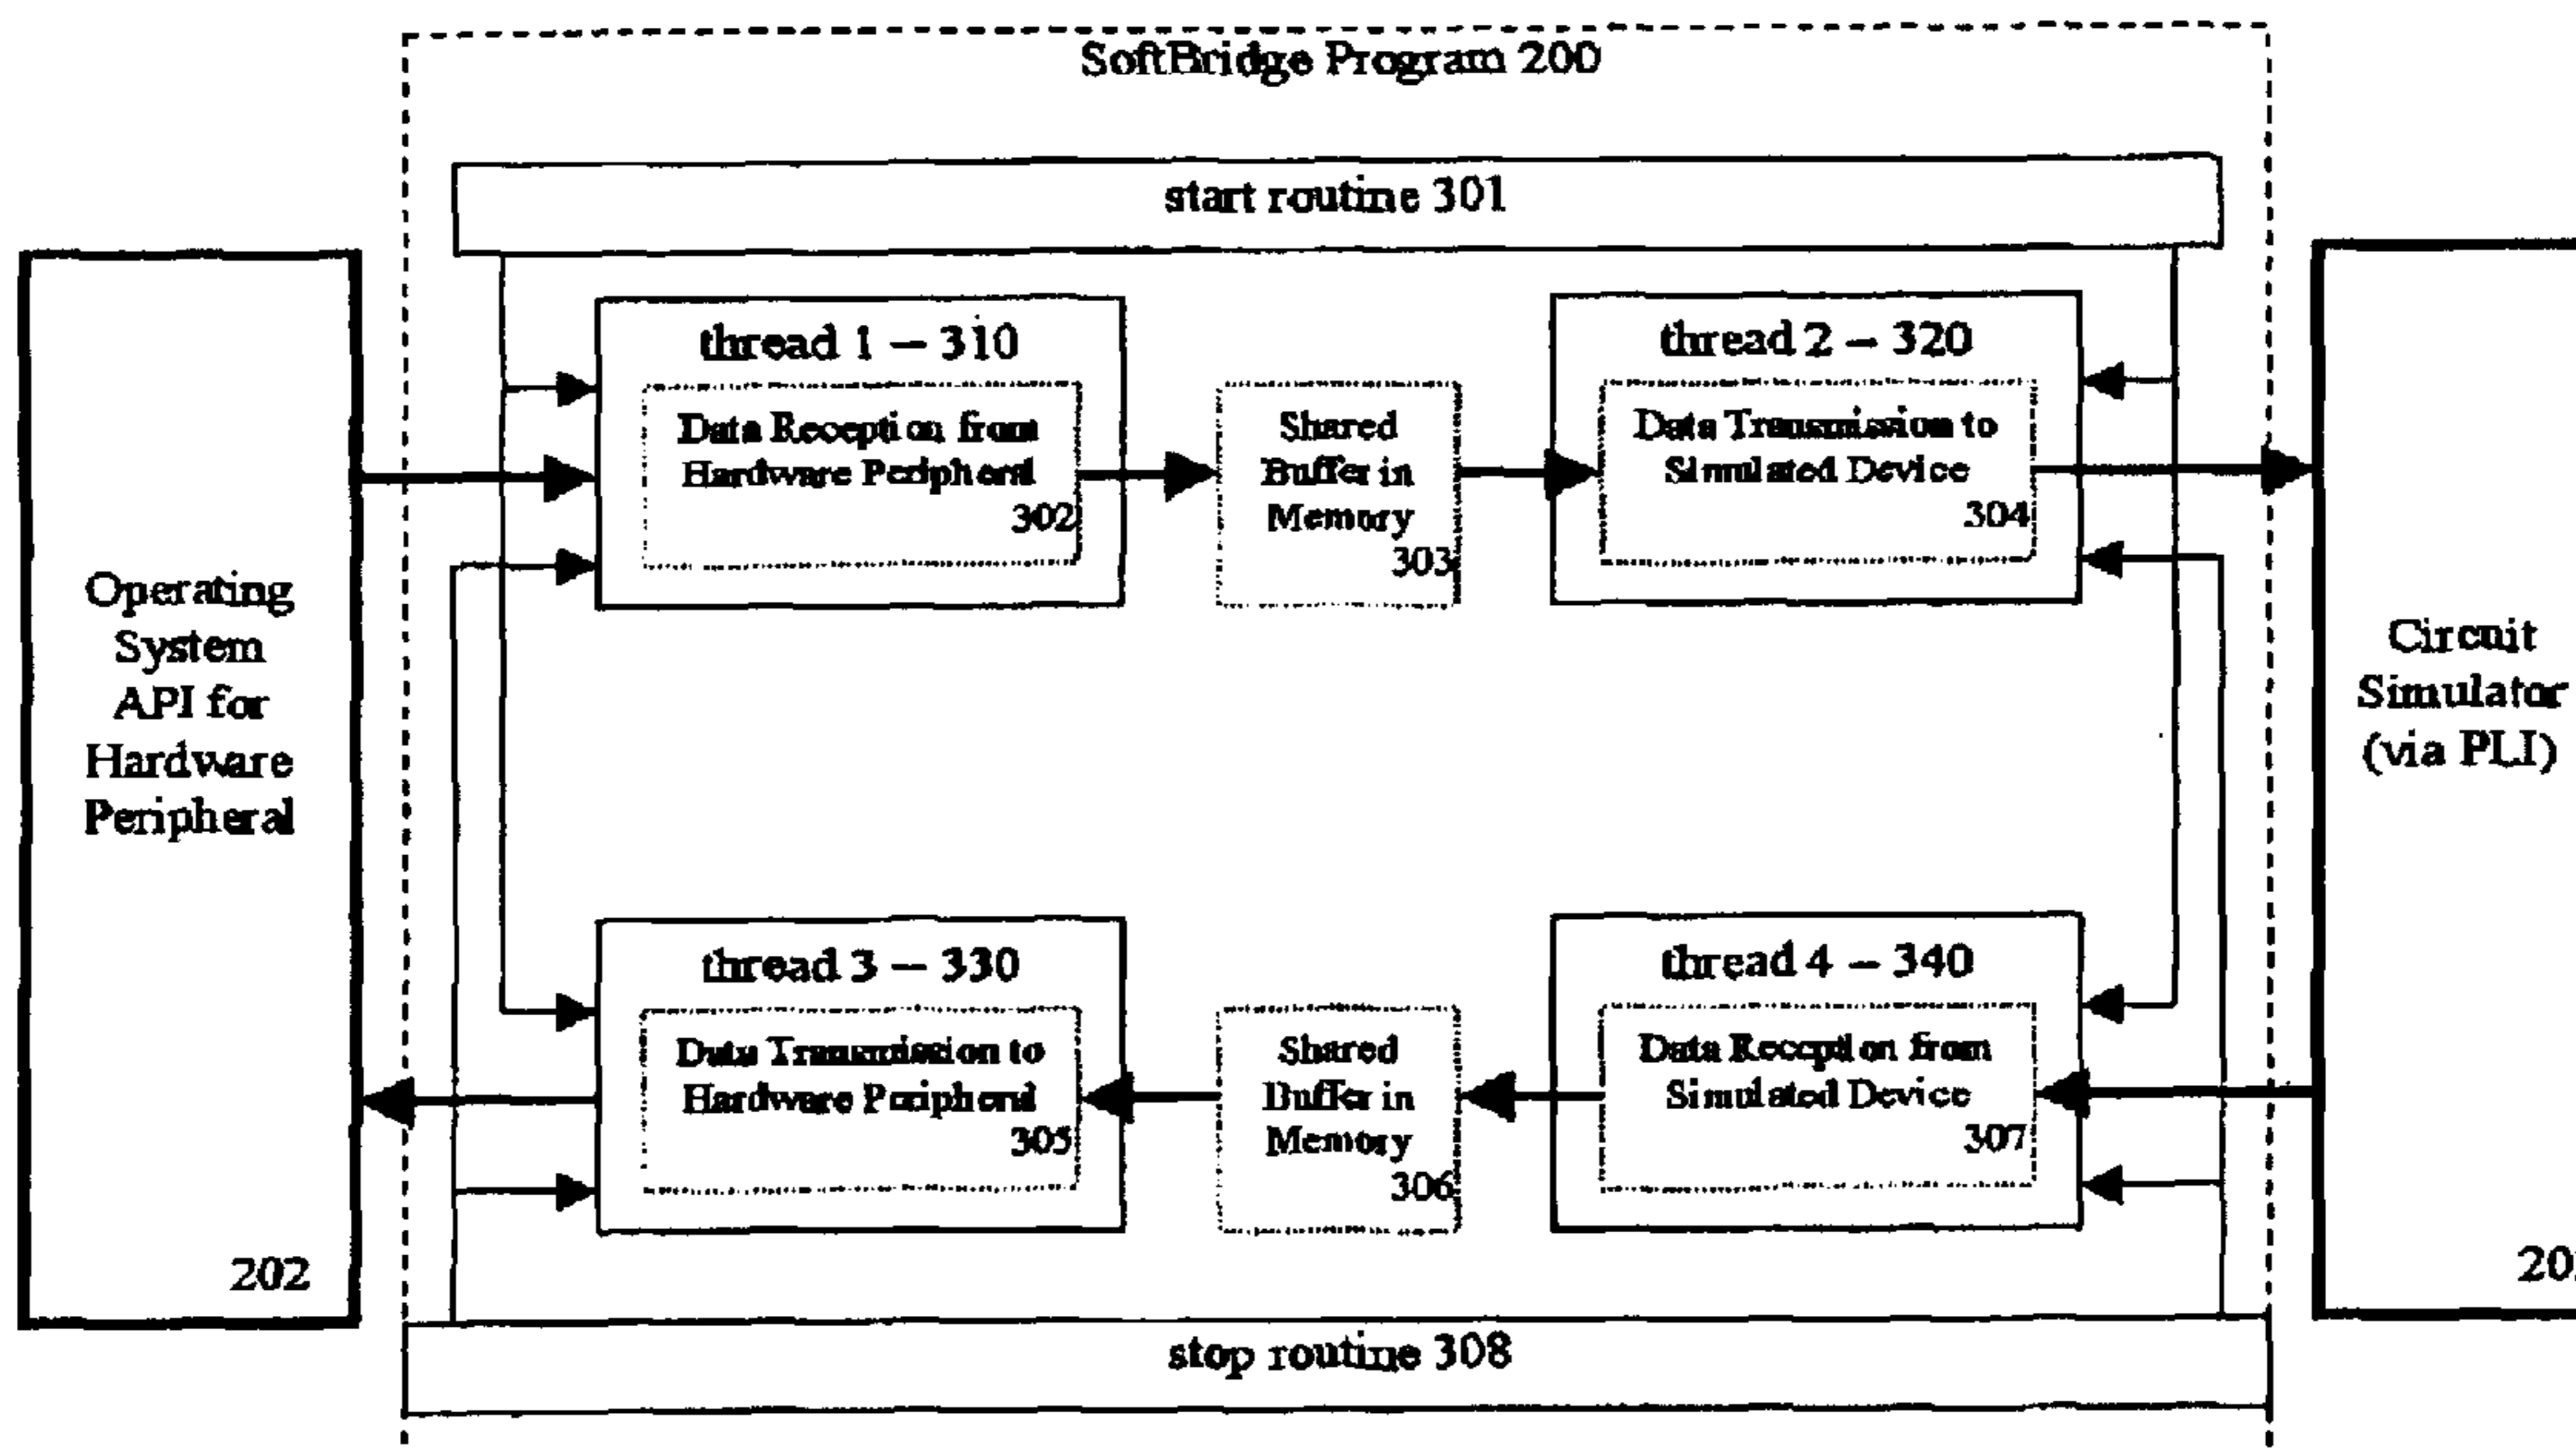 SoftBridge Program 200
start routine 301
Operating
System
API for
Hardware
Peripheral
202
thread 1 – 310
Data Reception from
Hardware Peripheral
302
Shared
Buffer in
Memory
303
thread 2 – 320
Data Transmission to
Simulated Device
304
Circuit
Simulator
(via PLI)
thread 3 – 330
Data Transmission to
Hardware Peripheral
305
Shared
Buffer in
Memory
306
thread 4 – 340
Data Reception from
Simulated Device
307
stop routine 308